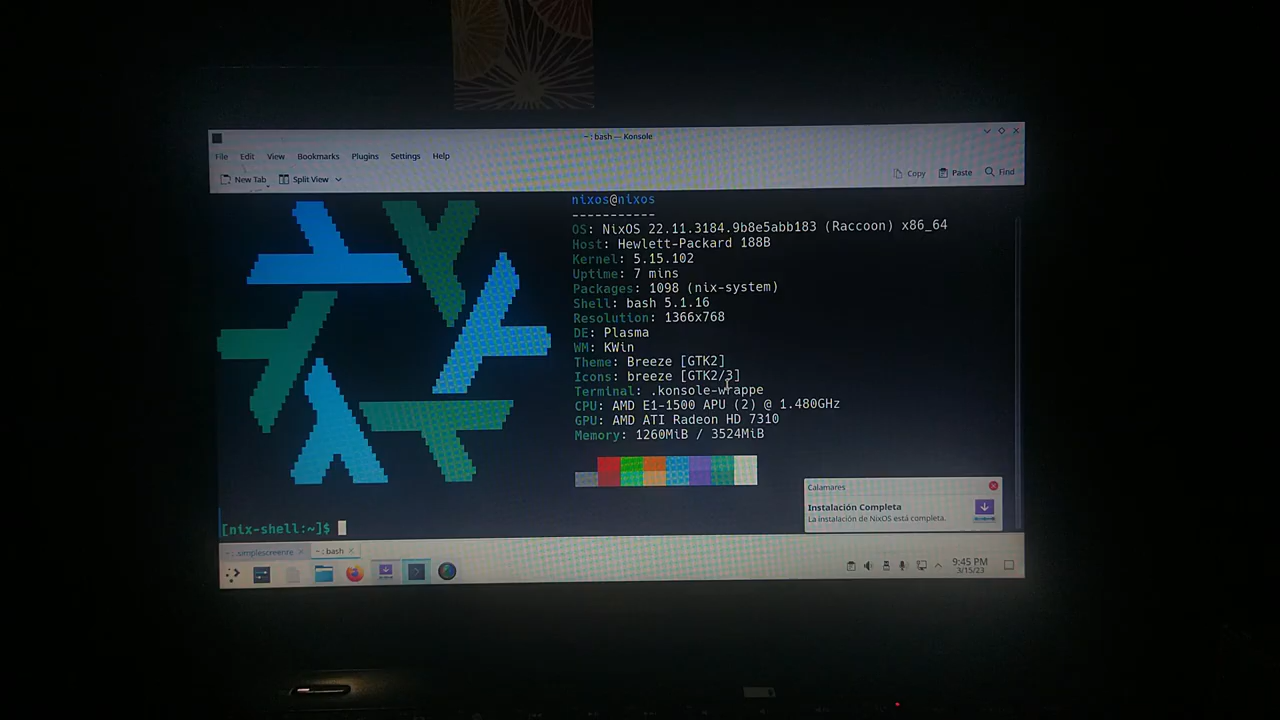 ~ : bash — Konsole
File Edit View Bookmarks Plugins Settings Help
New Tab Split View Copy Paste Find
nixos@nixos
-----------
OS: NixOS 22.11.3184.9b8e5abb183 (Raccoon) x86_64
Host: Hewlett-Packard 188B
Kernel: 5.15.102
Uptime: 7 mins
Packages: 1098 (nix-system)
Shell: bash 5.1.16
Resolution: 1366x768
DE: Plasma
WM: KWin
Theme: Breeze [GTK2]
Icons: breeze [GTK2/3]
Terminal: .konsole-wrappe
CPU: AMD E1-1500 APU (2) @ 1.480GHz
GPU: AMD ATI Radeon HD 7310
Memory: 1260MiB / 3524MiB
Calamares
Instalación Completa
La instalación de NixOS está completa.
[nix-shell:~]$
~ : .simplescreenre ~ : bash
9:45 PM
3/15/23